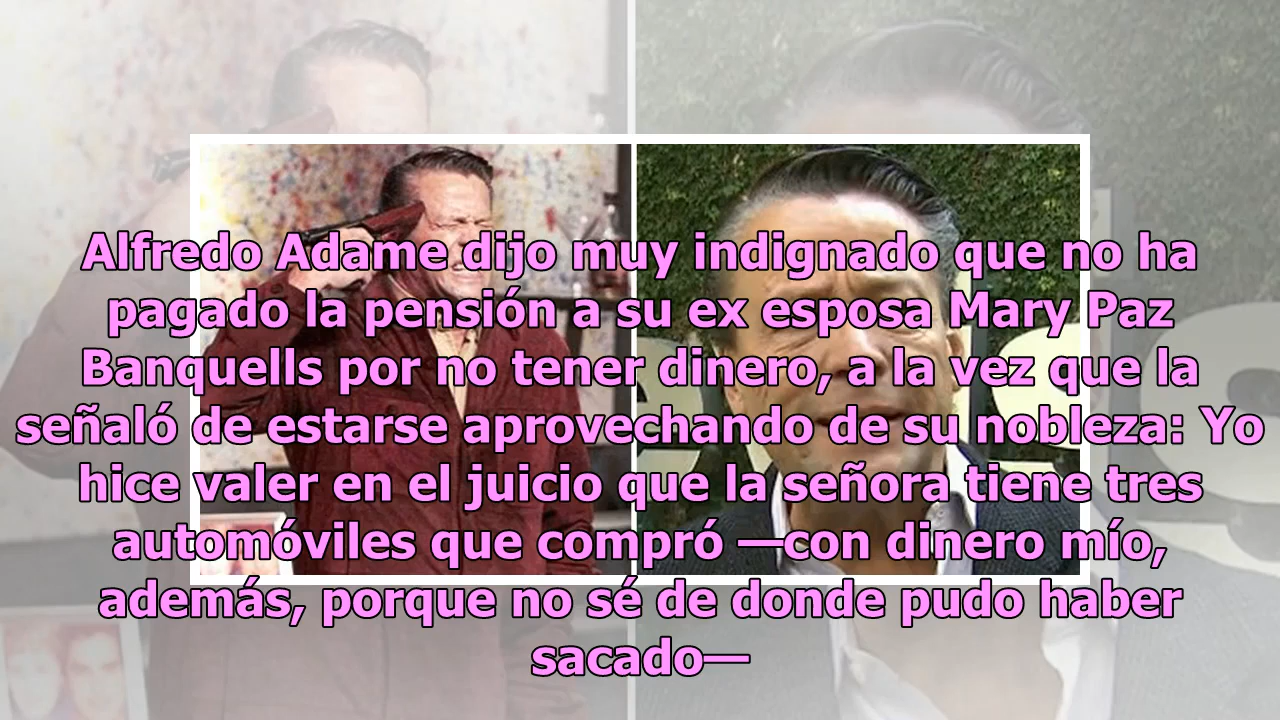 Alfredo Adame dijo muy indignado que no ha
pagado la pensión a su ex esposa Mary Paz
Banquells por no tener dinero, a la vez que la
señaló de estarse aprovechando de su nobleza: Yo
hice valer en el juicio que la señora tiene tres
automóviles que compró —con dinero mío,
además, porque no sé de donde pudo haber
sacado—